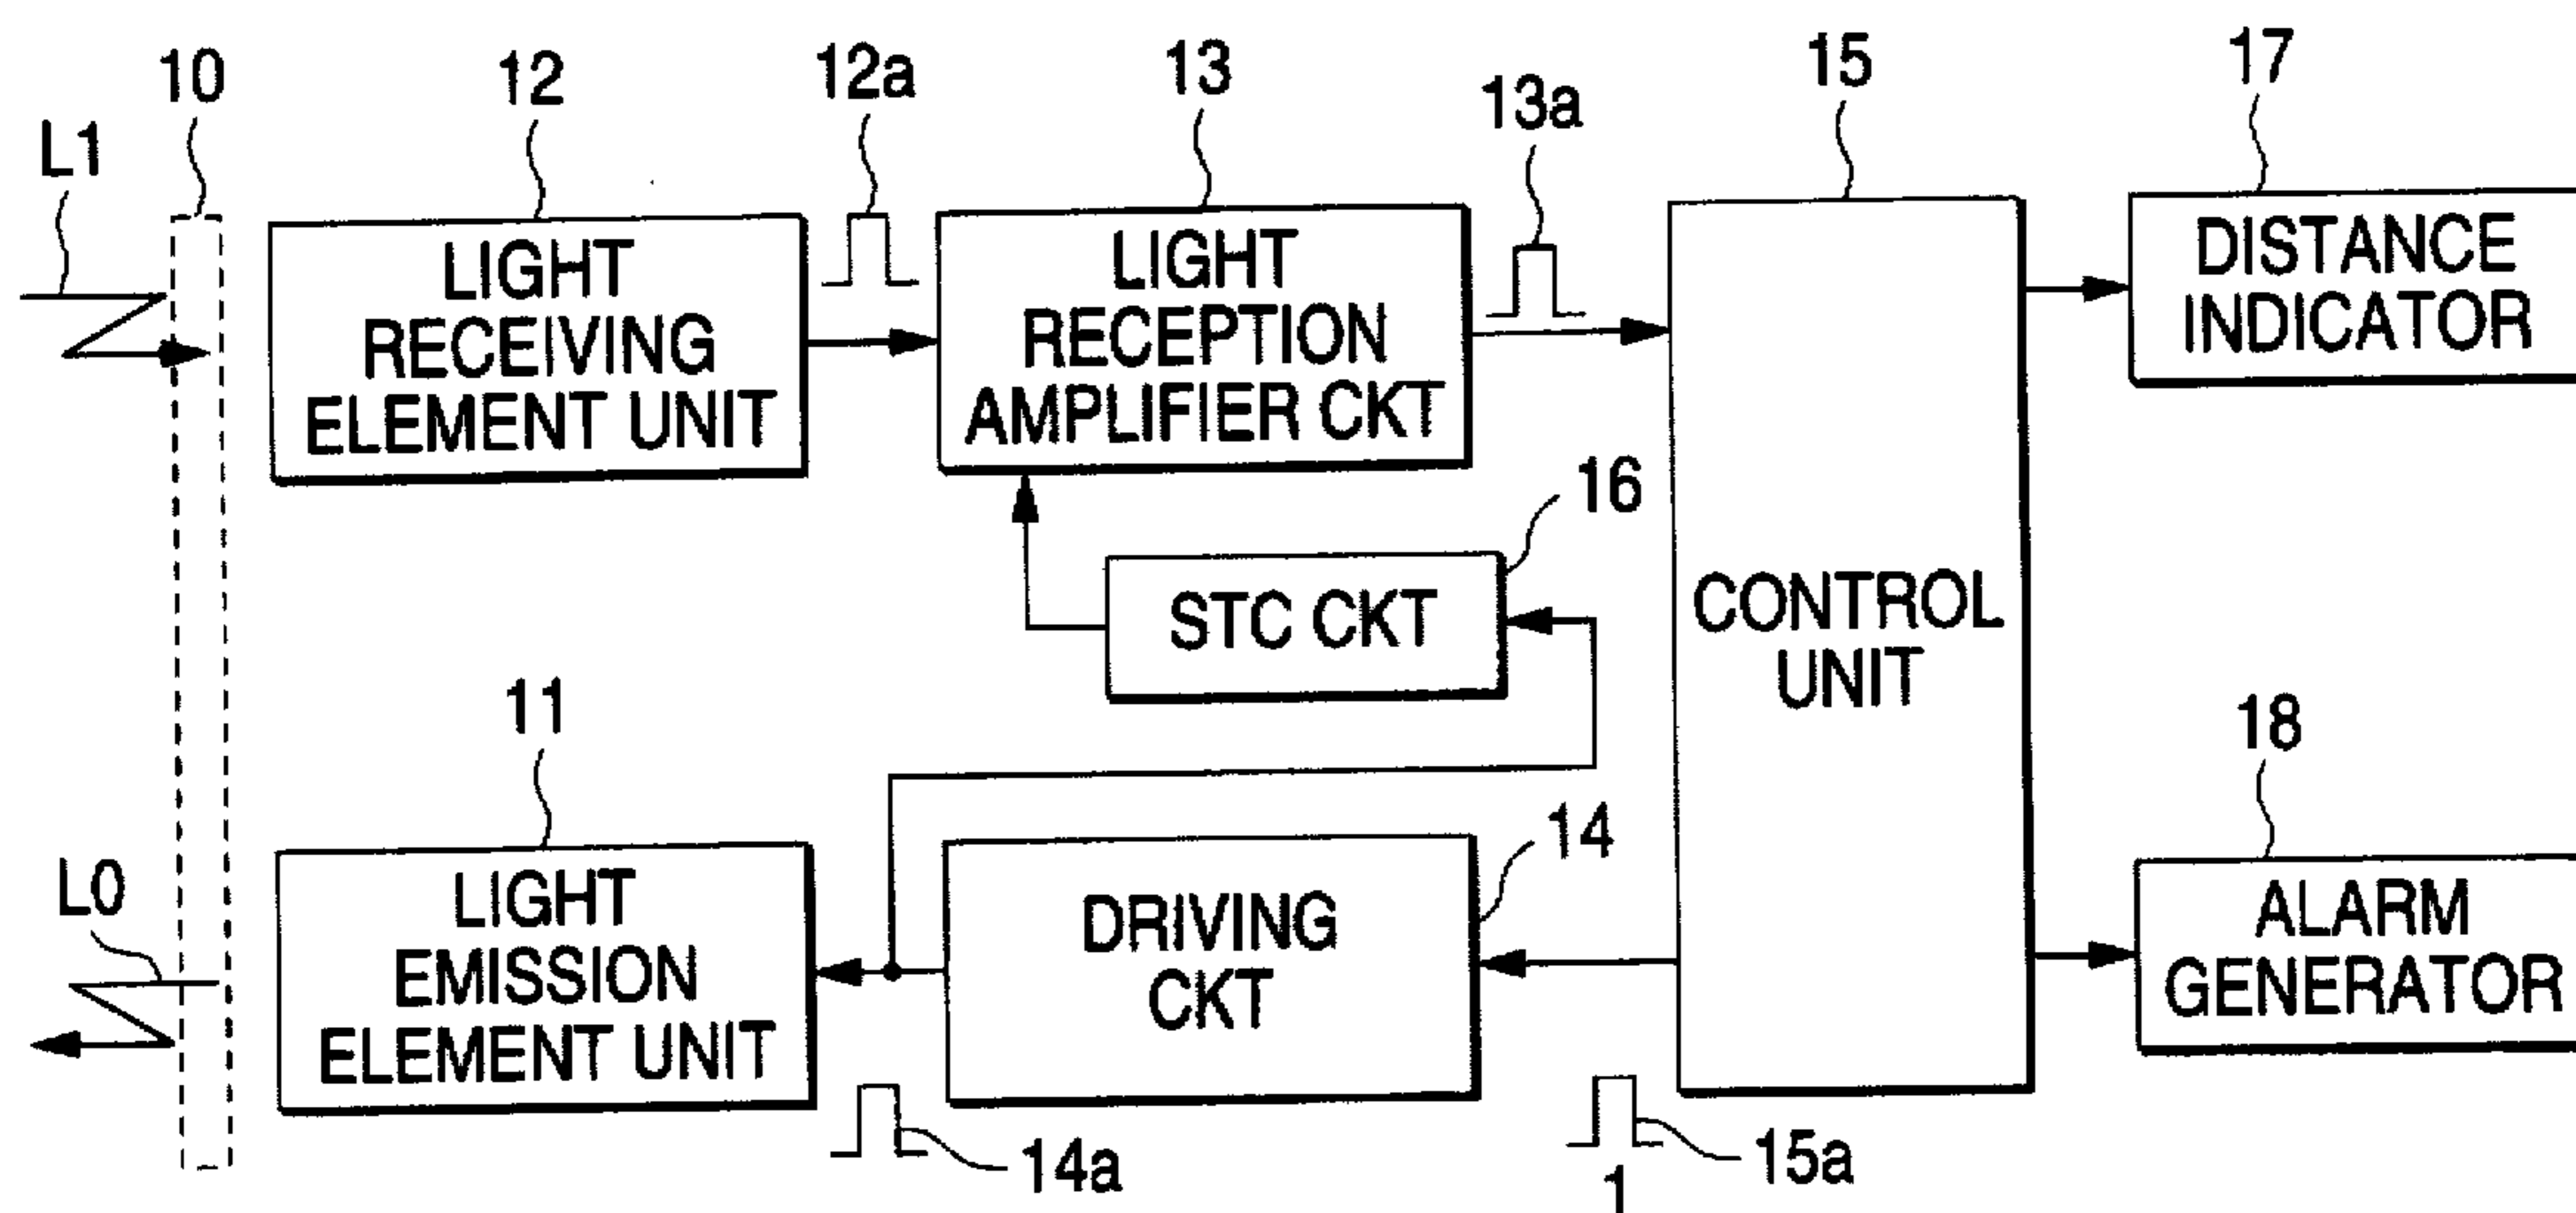 10
12
12a
13
13a
15
17
L1
LIGHT
RECEIVING
ELEMENT UNIT
LIGHT
RECEPTION
AMPLIFIER CKT
DISTANCE
INDICATOR
16
STC CKT
CONTROL
UNIT
11
18
14
L0
LIGHT
EMISSION
ELEMENT UNIT
DRIVING
CKT
ALARM
GENERATOR
14a
15a
1